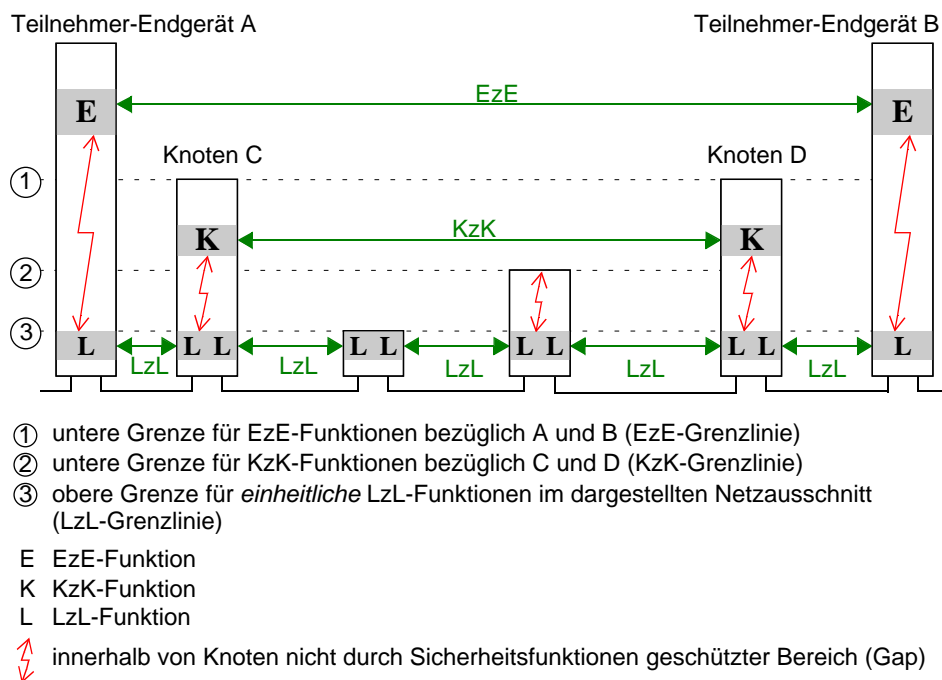 Teilnehmer-Endgerät A Teilnehmer-Endgerät B
EzE
E E
Knoten C Knoten D
①
KzK
K K
②
③
L L L L L L L L L L
LzL LzL LzL LzL LzL
① untere Grenze für EzE-Funktionen bezüglich A und B (EzE-Grenzlinie)
② untere Grenze für KzK-Funktionen bezüglich C und D (KzK-Grenzlinie)
③ obere Grenze für einheitliche LzL-Funktionen im dargestellten Netzausschnitt
(LzL-Grenzlinie)
E EzE-Funktion
K KzK-Funktion
L LzL-Funktion
innerhalb von Knoten nicht durch Sicherheitsfunktionen geschützter Bereich (Gap)